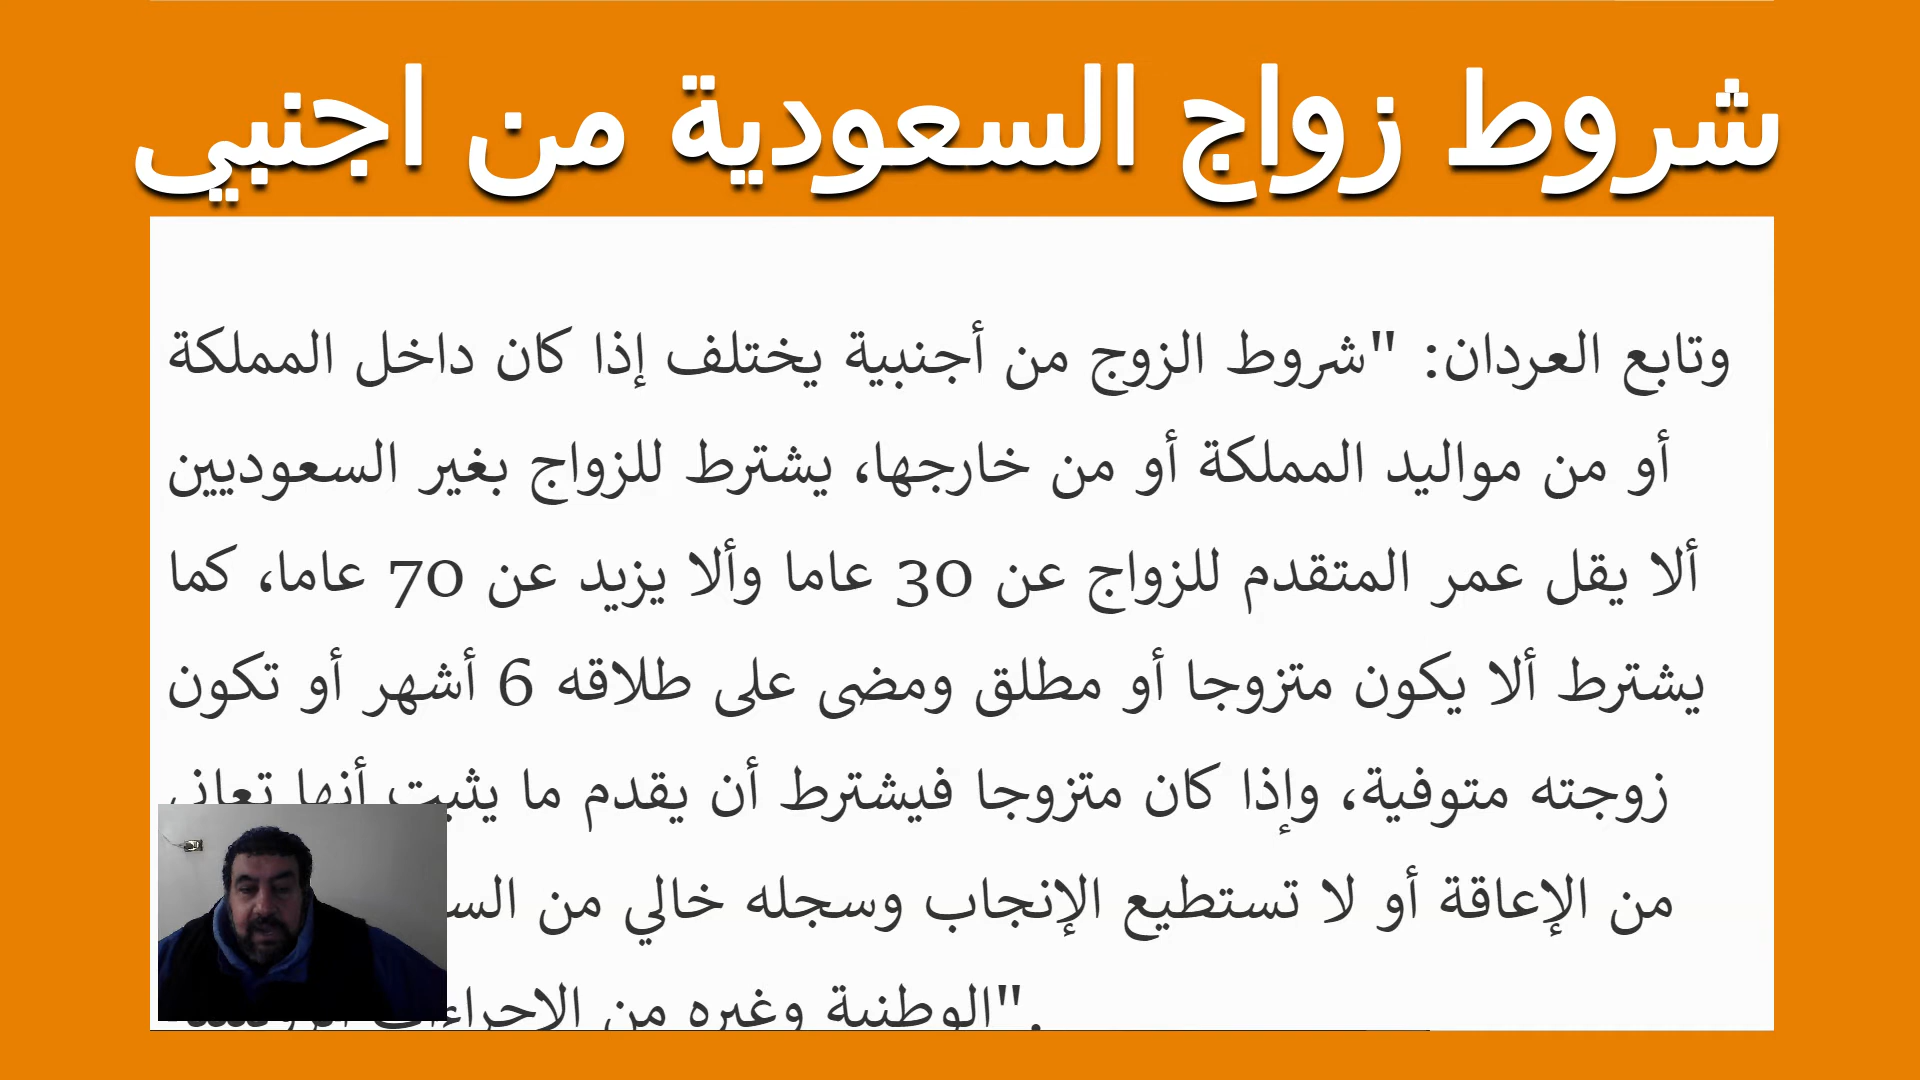 شروط زواج السعودية من اجنبي
وتابع العردان: "شروط الزوج من أجنبية يختلف إذا كان داخل المملكة
أو من مواليد المملكة أو من خارجها، يشترط للزواج بغير السعوديين
ألا يقل عمر المتقدم للزواج عن 30 عاما وألا يزيد عن 70 عاما، كما
يشترط ألا يكون متزوجا أو مطلق ومضى على طلاقه 6 أشهر أو تكون
زوجته متوفية، وإذا كان متزوجا فيشترط أن يقدم ما يثبت أنها تعاني
من الإعاقة أو لا تستطيع الإنجاب وسجله خالي من
الوطنية وغيره من الإجراءات".